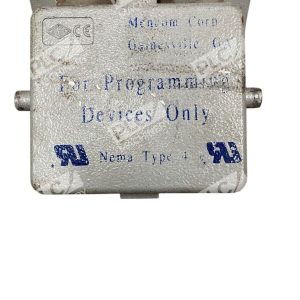 Mencom Corp
Gainesville Ga
For Programming
Devices Only
Nema Type 4